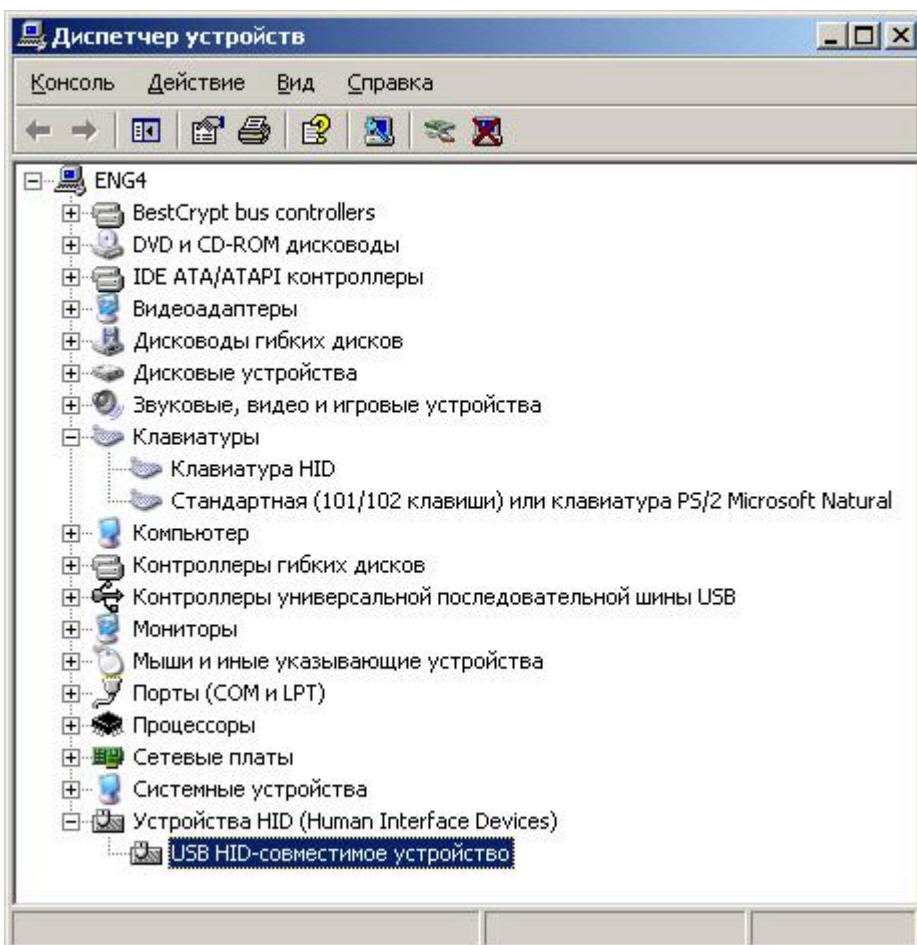 Диспетчер устройств
Консоль Действие Вид Справка
ENG4
BestCrypt bus controllers
DVD и CD-ROM дисководы
IDE ATA/ATAPI контроллеры
Видеоадаптеры
Дисководы гибких дисков
Дисковые устройства
Звуковые, видео и игровые устройства
Клавиатуры
Клавиатура HID
Стандартная (101/102 клавиши) или клавиатура PS/2 Microsoft Natural
Компьютер
Контроллеры гибких дисков
Контроллеры универсальной последовательной шины USB
Мониторы
Мыши и иные указывающие устройства
Порты (COM и LPT)
Процессоры
Сетевые платы
Системные устройства
Устройства HID (Human Interface Devices)
USB HID-совместимое устройство